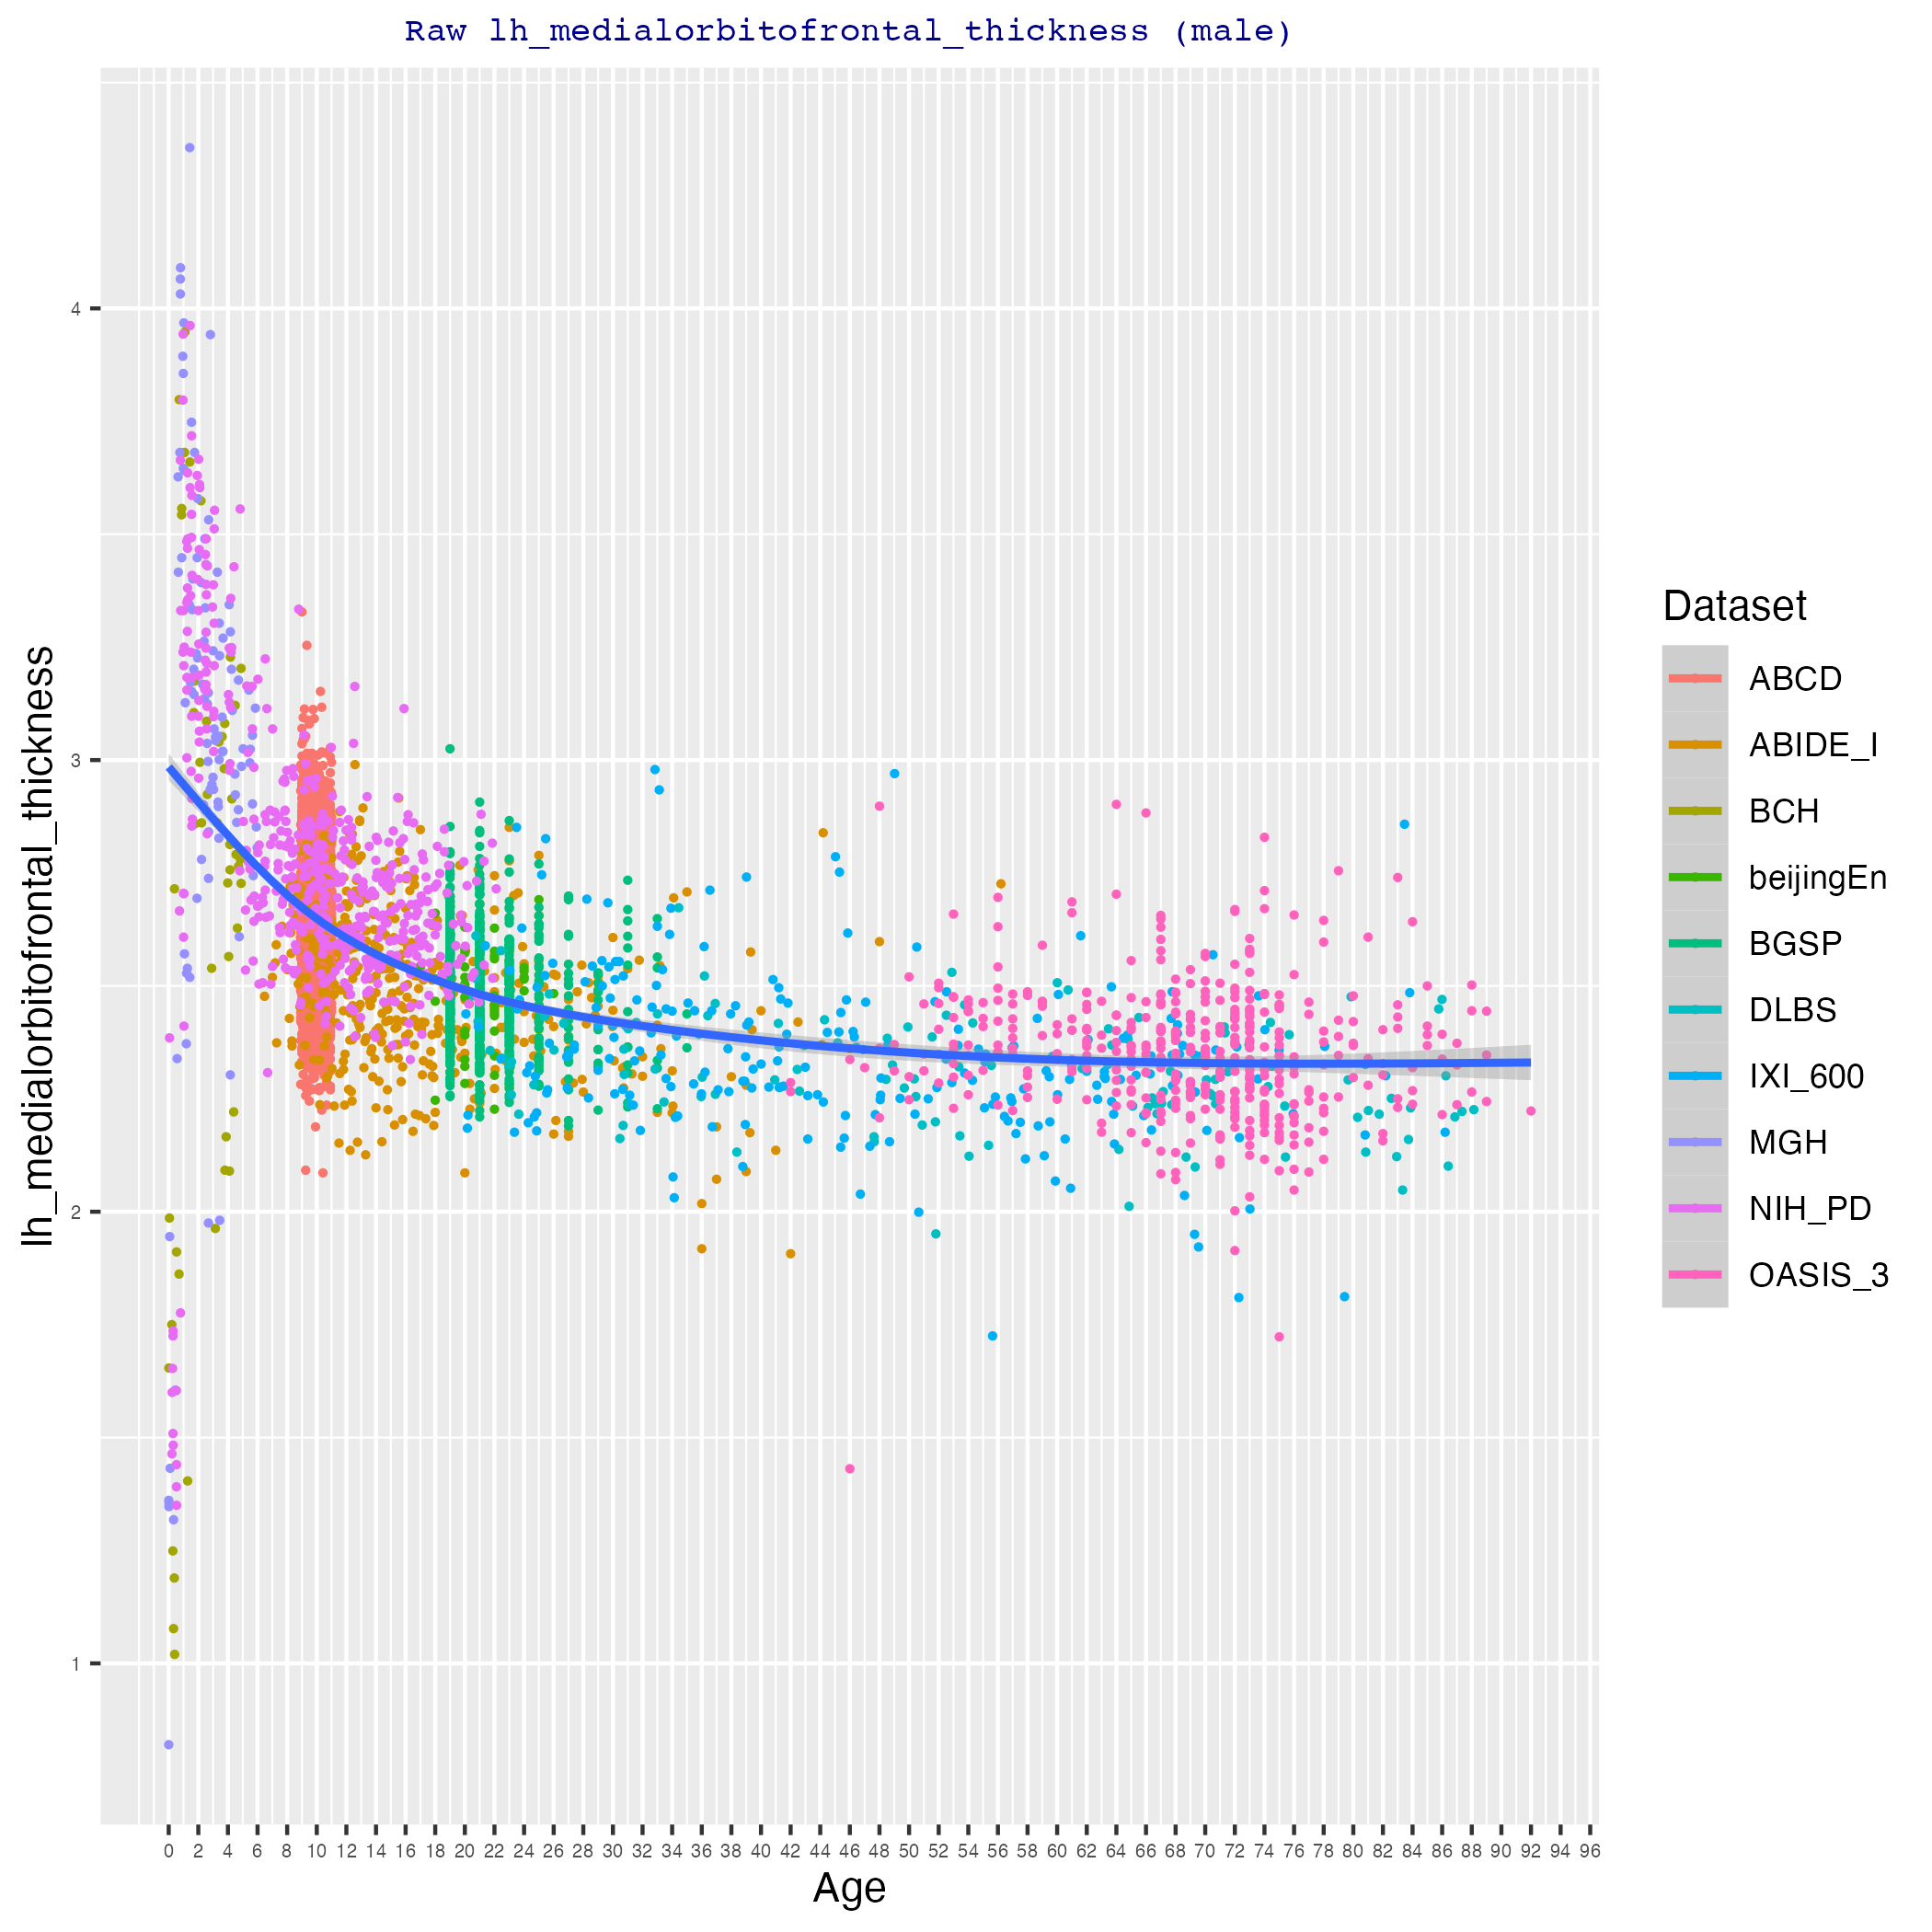 Raw lh_medialorbitofrontal_thickness (male)
lh_medialorbitofrontal_thickness
4
3
2
1
0 2 4 6 8 10 12 14 16 18 20 22 24 26 28 30 32 34 36 38 40 42 44 46 48 50 52 54 56 58 60 62 64 66 68 70 72 74 76 78 80 82 84 86 88 90 92 94 96
Age
Dataset
ABCD
ABIDE_I
BCH
beijingEn
BGSP
DLBS
IXI_600
MGH
NIH_PD
OASIS_3